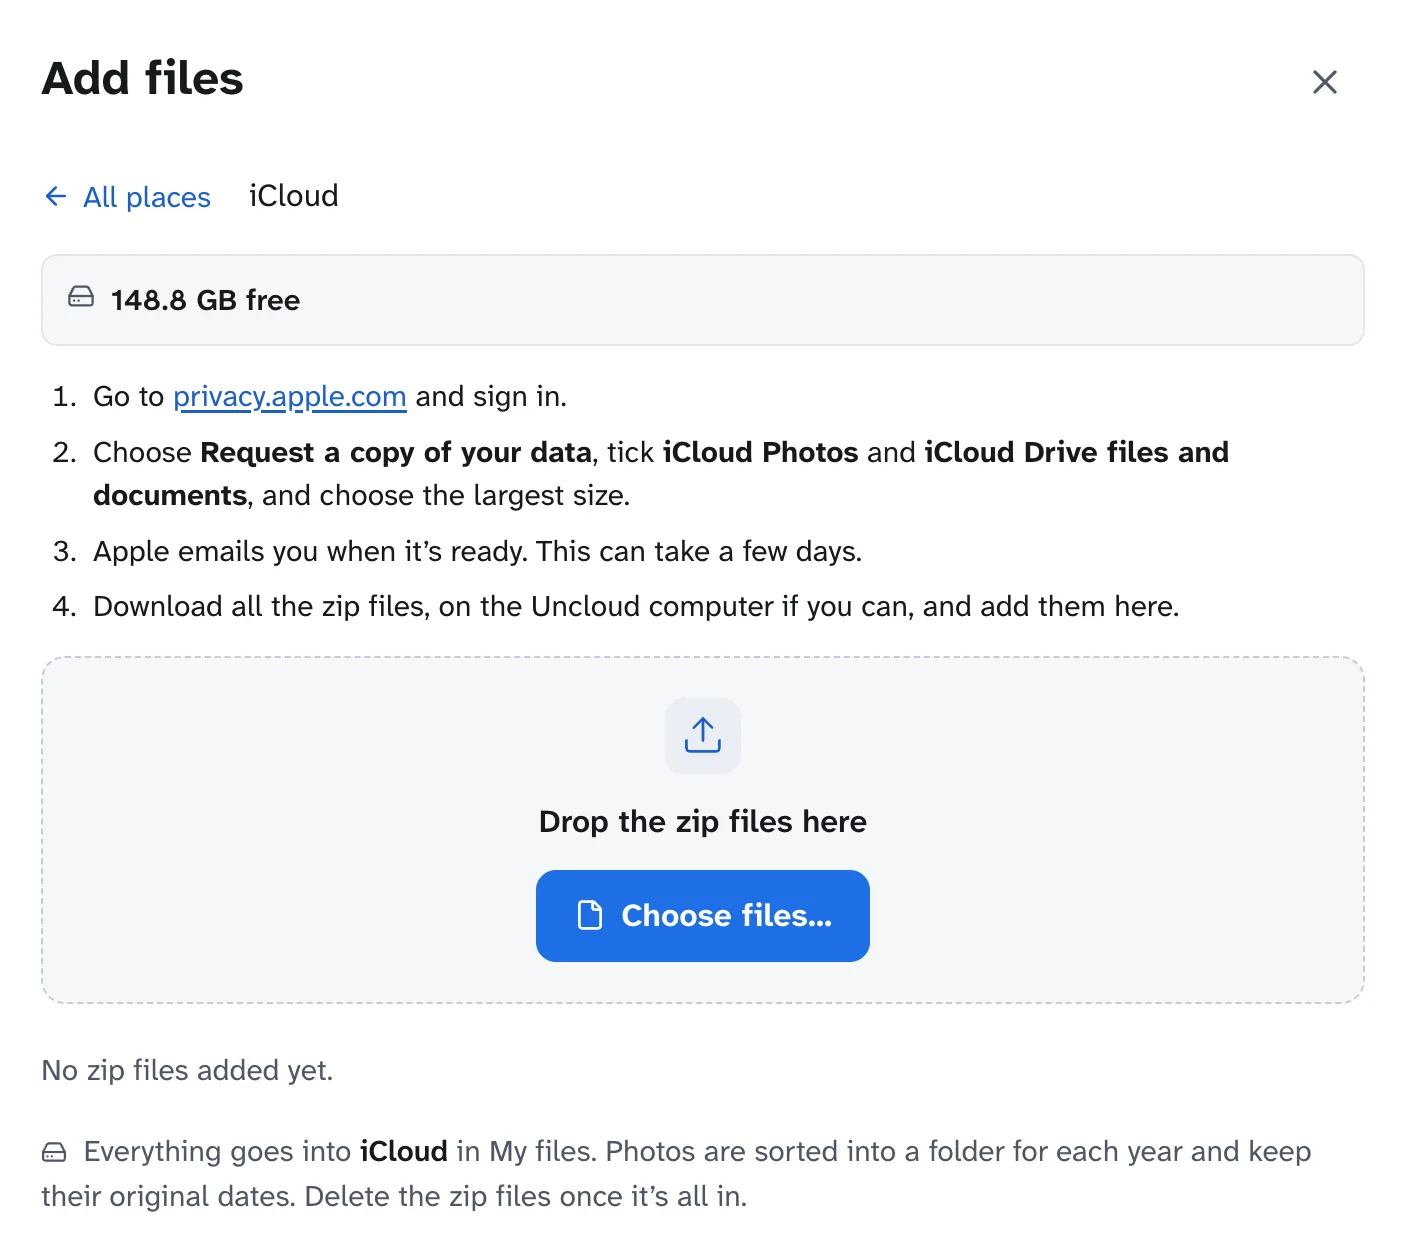 Add files
All places
iCloud
148.8 GB free
1. Go to privacy.apple.com and sign in.
2. Choose Request a copy of your data, tick iCloud Photos and iCloud Drive files and
documents, and choose the largest size.
3. Apple emails you when it’s ready. This can take a few days.
4. Download all the zip files, on the Uncloud computer if you can, and add them here.
Drop the zip files here
Choose files...
No zip files added yet.
Everything goes into iCloud in My files. Photos are sorted into a folder for each year and keep
their original dates. Delete the zip files once it’s all in.